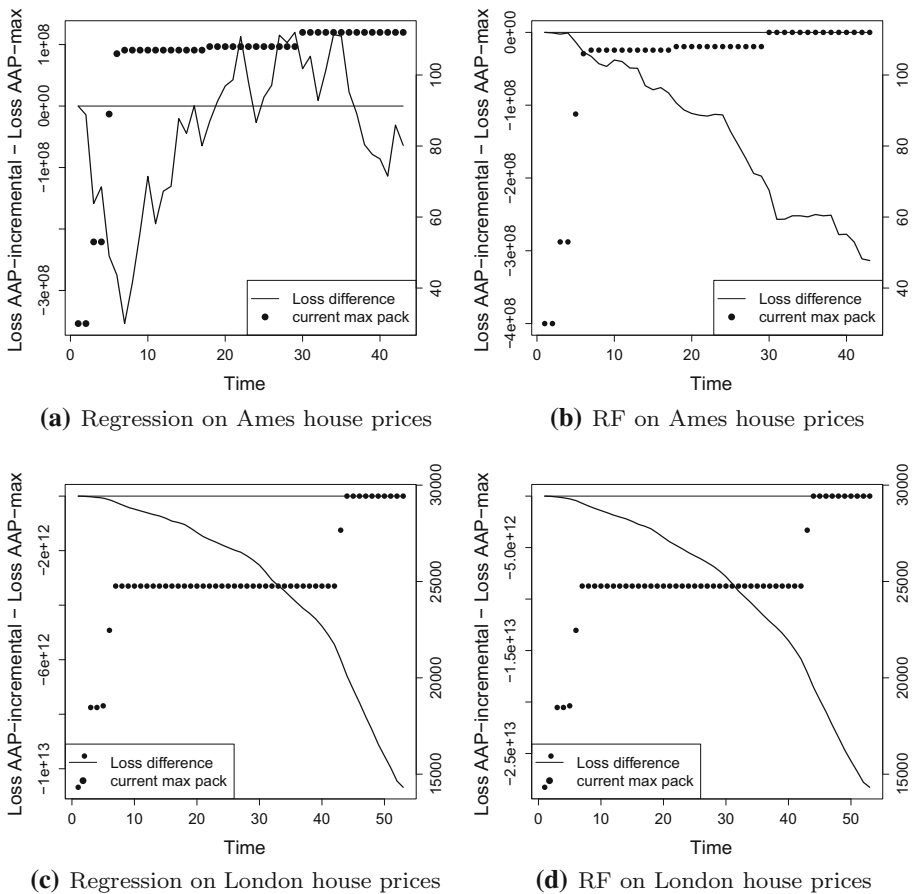 Loss AAP−incremental − Loss AAP−max
1e+08
0e+00
−1e+08
−3e+08
110
100
80
60
40
Loss difference
current max pack
0 10 20 30 40
Time
(a) Regression on Ames house prices
Loss AAP−incremental − Loss AAP−max
0e+00
−1e+08
−2e+08
−3e+08
−4e+08
100
80
60
40
Loss difference
current max pack
0 10 20 30 40
Time
(b) RF on Ames house prices
Loss AAP−incremental − Loss AAP−max
−2e+12
−6e+12
−1e+13
30000
25000
20000
15000
Loss difference
current max pack
0 10 20 30 40 50
Time
(c) Regression on London house prices
Loss AAP−incremental − Loss AAP−max
−5.0e+12
−1.5e+13
−2.5e+13
30000
25000
20000
15000
Loss difference
current max pack
0 10 20 30 40 50
Time
(d) RF on London house prices